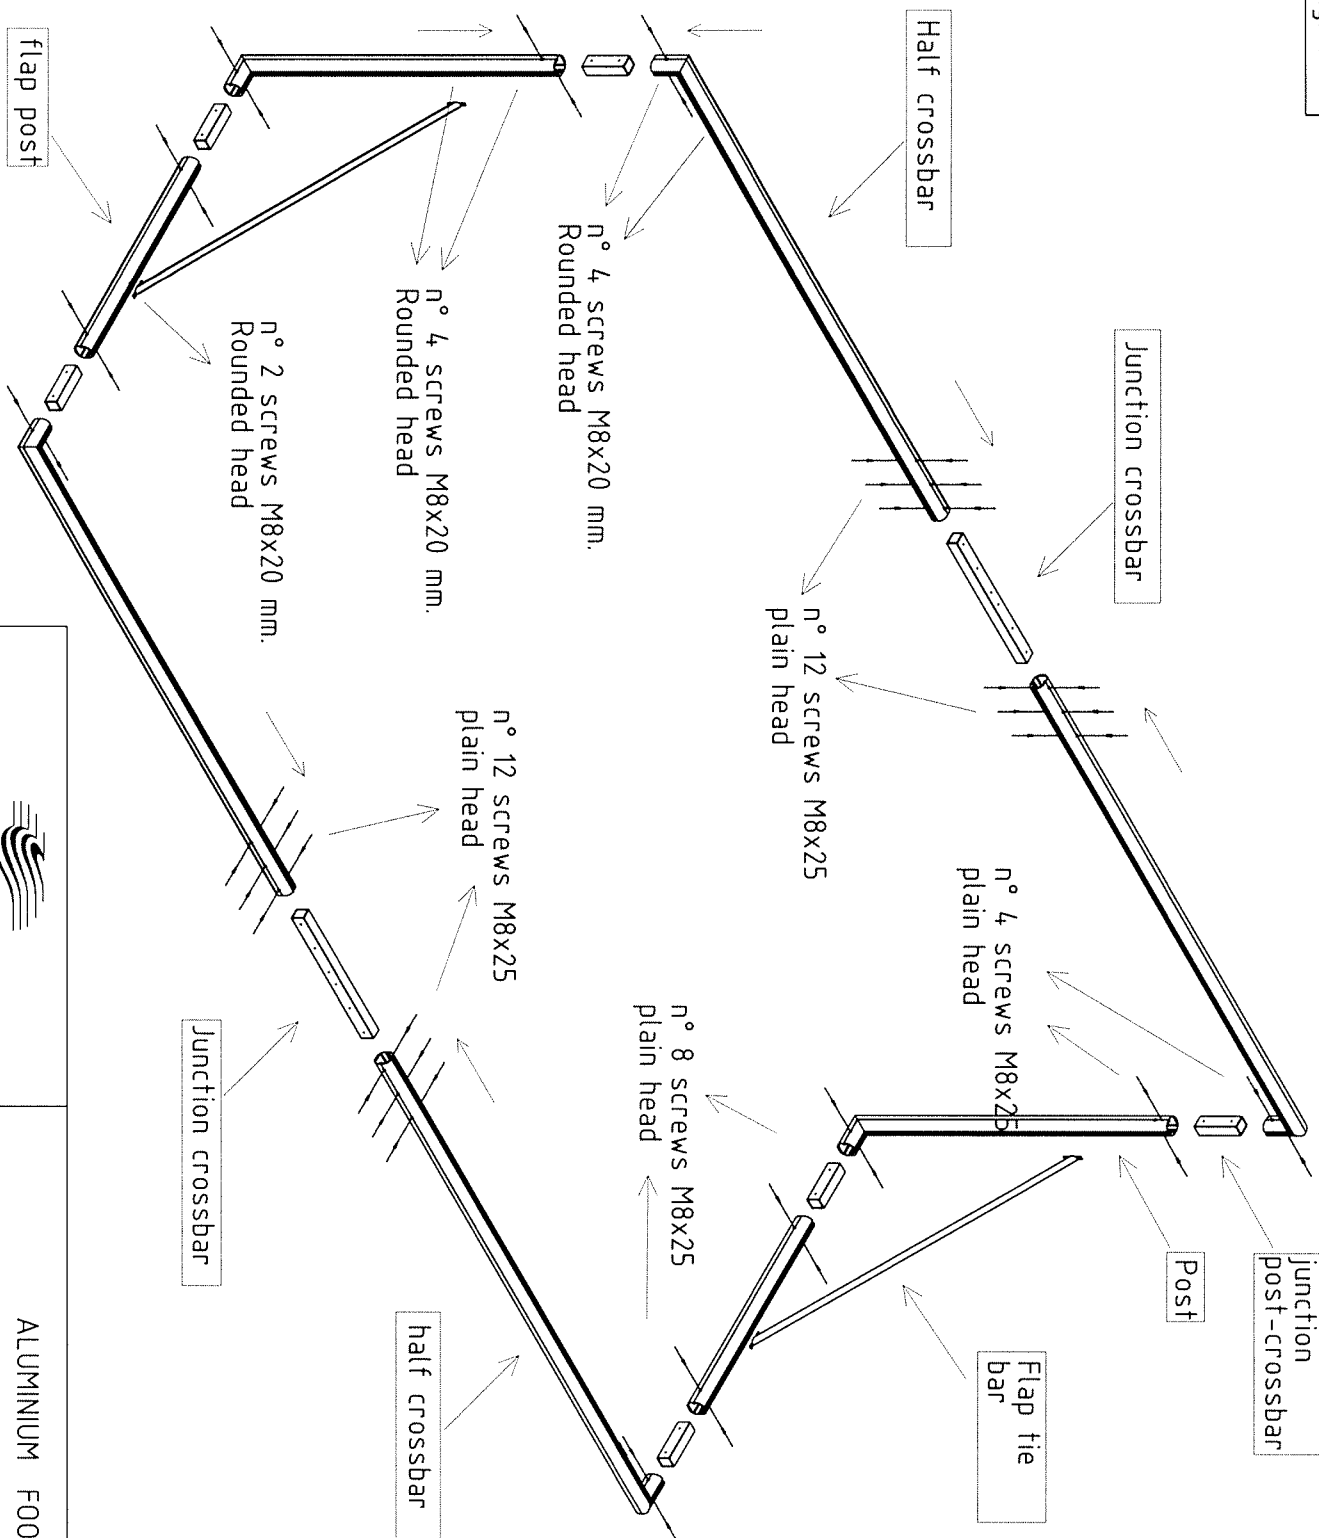 Half crossbar
Junction crossbar
junction
post-crossbar
Post
Flap tie
bar
n° 4 screws M8x20 mm.
Rounded head
n° 12 screws M8x25
plain head
n° 4 screws M8x25
plain head
n° 4 screws M8x20 mm.
Rounded head
n° 8 screws M8x25
plain head
n° 2 screws M8x20 mm.
Rounded head
n° 12 screws M8x25
plain head
flap post
Junction crossbar
half crossbar
ALUMINIUM FOO